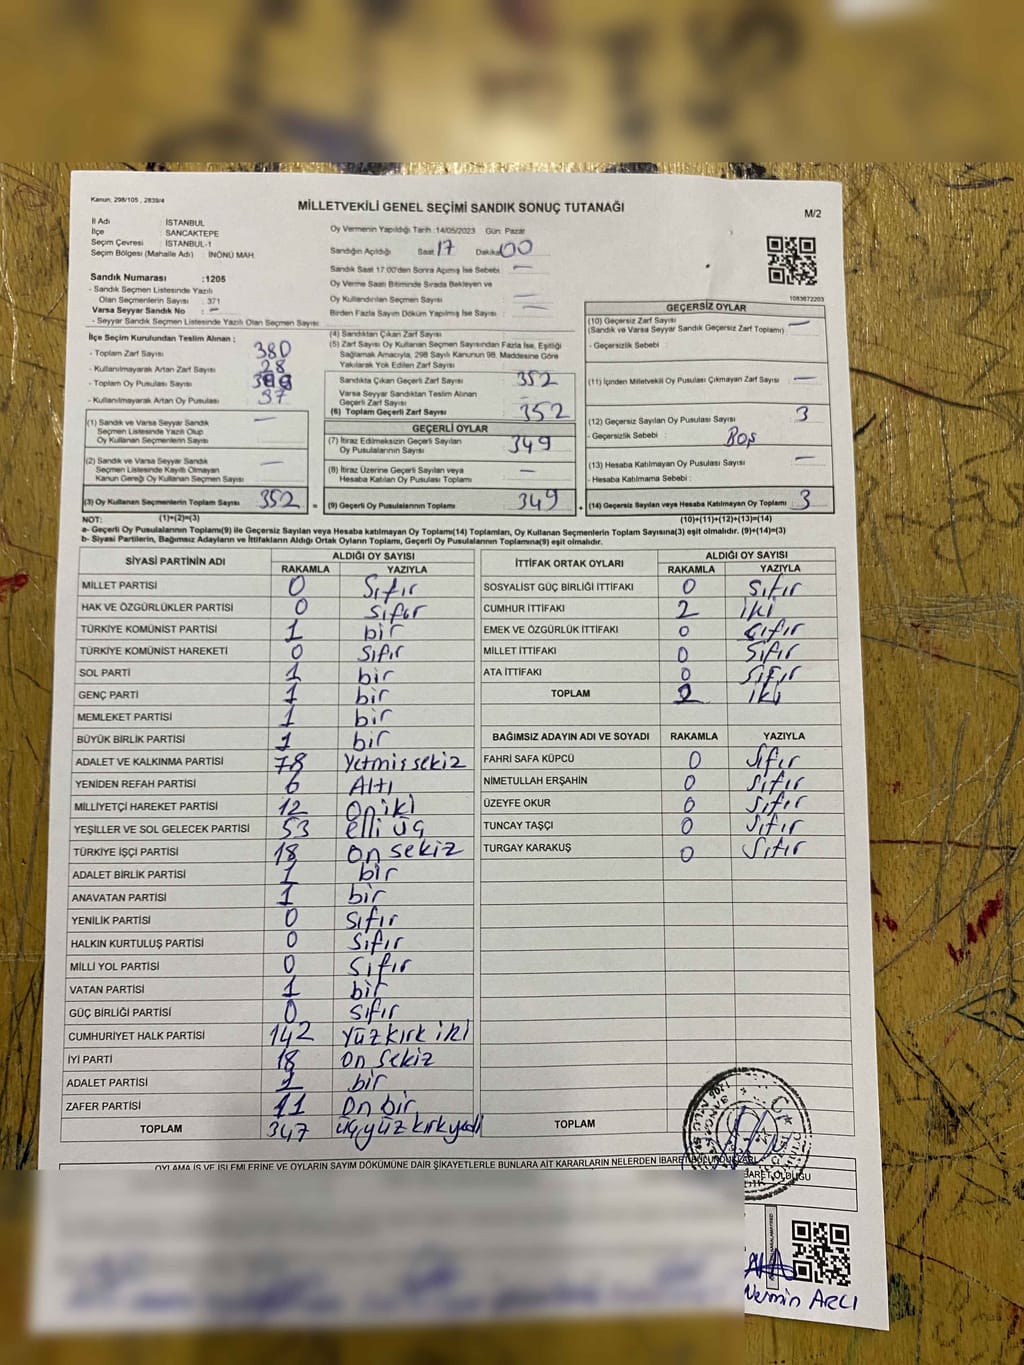 Kanun; 298/105 , 2839/4
MİLLETVEKİLİ GENEL SEÇİMİ SANDIK SONUÇ TUTANAĞI
M/2
İl Adı : İSTANBUL
İlçe : SANCAKTEPE
Seçim Çevresi : İSTANBUL-1
Seçim Bölgesi (Mahalle Adı) : İNÖNÜ MAH.
Oy Vermenin Yapıldığı Tarih :14/05/2023 Gün: Pazar
Sandığın Açıldığı Saat 17 Dakika 00
Sandık Saat 17:00'den Sonra Açılmış İse Sebebi —
Oy Verme Saati Bitiminde Sırada Bekleyen ve
Oy Kullandırılan Seçmen Sayısı —
Birden Fazla Sayım Döküm Yapılmış İse Sayısı : —
Sandık Numarası :1205
- Sandık Seçmen Listesinde Yazılı
Olan Seçmenlerin Sayısı : 371
Varsa Seyyar Sandık No : —
- Seyyar Sandık Seçmen Listesinde Yazılı Olan Seçmen Sayısı:
İlçe Seçim Kurulundan Teslim Alınan ;
- Toplam Zarf Sayısı 380
- Kullanılmayarak Artan Zarf Sayısı 28
- Toplam Oy Pusulası Sayısı
- Kullanılmayarak Artan Oy Pusulası 37
(1) Sandık ve Varsa Seyyar Sandık
Seçmen Listesinde Yazılı Olup
Oy Kullanan Seçmenlerin Sayısı —
(2) Sandık ve Varsa Seyyar Sandık
Seçmen Listesinde Kayıtlı Olmayan
Kanun Gereği Oy Kullanan Seçmen Sayısı —
(3) Oy Kullanan Seçmenlerin Toplam Sayısı 352 =
(4) Sandıktan Çıkan Zarf Sayısı
(5) Zarf Sayısı Oy Kullanan Seçmen Sayısından Fazla İse, Eşitliği
Sağlamak Amacıyla, 298 Sayılı Kanunun 98. Maddesine Göre
Yakılarak Yok Edilen Zarf Sayısı
Sandıkta Çıkan Geçerli Zarf Sayısı 352
Varsa Seyyar Sandıktan Teslim Alınan
Geçerli Zarf Sayısı —
(6) Toplam Geçerli Zarf Sayısı 352
GEÇERLİ OYLAR
(7) İtiraz Edilmeksizin Geçerli Sayılan
Oy Pusulalarının Sayısı 349
(8) İtiraz Üzerine Geçerli Sayılan veya
Hesaba Katılan Oy Pusulası Toplamı —
(9) Geçerli Oy Pusulalarının Toplamı 349 +
1083672203
GEÇERSİZ OYLAR
(10) Geçersiz Zarf Sayısı —
(Sandık ve Varsa Seyyar Sandık Geçersiz Zarf Toplamı)
- Geçersizlik Sebebi :
(11) İçinden Milletvekili Oy Pusulası Çıkmayan Zarf Sayısı —
(12) Geçersiz Sayılan Oy Pusulası Sayısı 3
- Geçersizlik Sebebi : Boş
(13) Hesaba Katılmayan Oy Pusulası Sayısı —
- Hesaba Katılmama Sebebi :
(14) Geçersiz Sayılan veya Hesaba Katılmayan Oy Toplamı 3
NOT: (1)+(2)=(3) (10)+(11)+(12)+(13)=(14)
a- Geçerli Oy Pusulalarının Toplamı(9) ile Geçersiz Sayılan veya Hesaba katılmayan Oy Toplamı(14) Toplamları, Oy Kullanan Seçmenlerin Toplam Sayısına(3) eşit olmalıdır. (9)+(14)=(3)
b- Siyasi Partilerin, Bağımsız Adayların ve İttifakların Aldığı Ortak Oyların Toplamı, Geçerli Oy Pusulalarının Toplamına(9) eşit olmalıdır.
SİYASİ PARTİNİN ADI ALDIĞI OY SAYISI
RAKAMLA YAZIYLA
MİLLET PARTİSİ 0 Sıfır
HAK VE ÖZGÜRLÜKLER PARTİSİ 0 Sıfır
TÜRKİYE KOMÜNİST PARTİSİ 1 bir
TÜRKİYE KOMÜNİST HAREKETİ 0 Sıfır
SOL PARTİ 1 bir
GENÇ PARTİ 1 bir
MEMLEKET PARTİSİ 1 bir
BÜYÜK BİRLİK PARTİSİ 1 bir
ADALET VE KALKINMA PARTİSİ 78 Yetmişsekiz
YENİDEN REFAH PARTİSİ 6 Altı
MİLLİYETÇİ HAREKET PARTİSİ 12 on iki
YEŞİLLER VE SOL GELECEK PARTİSİ 53 elli üç
TÜRKİYE İŞÇİ PARTİSİ 18 on sekiz
ADALET BİRLİK PARTİSİ 1 bir
ANAVATAN PARTİSİ 1 bir
YENİLİK PARTİSİ 0 Sıfır
HALKIN KURTULUŞ PARTİSİ 0 Sıfır
MİLLİ YOL PARTİSİ 0 Sıfır
VATAN PARTİSİ 1 bir
GÜÇ BİRLİĞİ PARTİSİ 0 Sıfır
CUMHURİYET HALK PARTİSİ 142 Yüz kırk iki
İYİ PARTİ 18 On sekiz
ADALET PARTİSİ 1 bir
ZAFER PARTİSİ 11 On bir
TOPLAM 347 üçyüz kırkyedi
İTTİFAK ORTAK OYLARI ALDIĞI OY SAYISI
RAKAMLA YAZIYLA
SOSYALİST GÜÇ BİRLİĞİ İTTİFAKI 0 Sıfır
CUMHUR İTTİFAKI 2 iki
EMEK VE ÖZGÜRLÜK İTTİFAKI 0 Sıfır
MİLLET İTTİFAKI 0 Sıfır
ATA İTTİFAKI 0 Sıfır
TOPLAM 2 iki
BAĞIMSIZ ADAYIN ADI VE SOYADI RAKAMLA YAZIYLA
FAHRİ SAFA KÜPCÜ 0 Sıfır
NİMETULLAH ERŞAHİN 0 Sıfır
ÜZEYFE OKUR 0 Sıfır
TUNCAY TAŞÇI 0 Sıfır
TURGAY KARAKUŞ 0 Sıfır
TOPLAM
OYLAMA İŞ VE İŞLEMLERİNE VE OYLARIN SAYIM DÖKÜMÜNE DAİR ŞİKAYETLERLE BUNLARA AİT KARARLARIN NELERDEN İBARET BULUNDUKLARI
İBARET OLDUĞU
Nermin ARCI